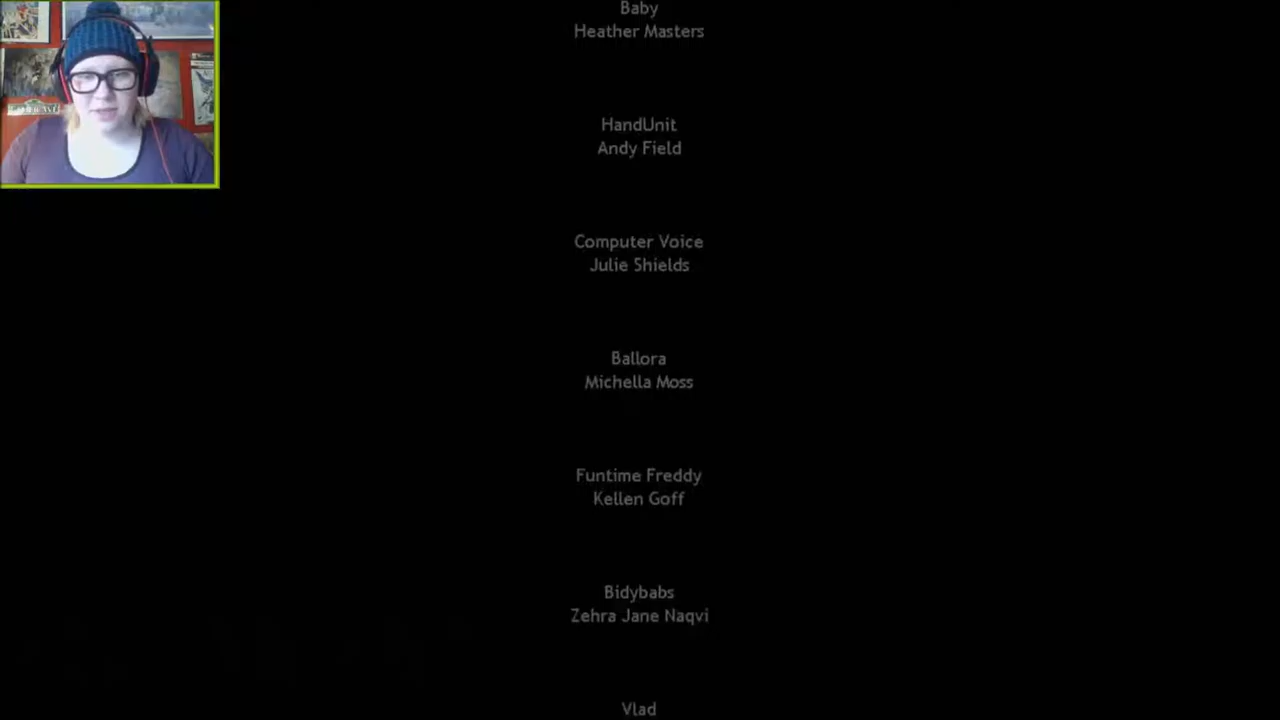 Baby
Heather Masters
HandUnit
Andy Field
Computer Voice
Julie Shields
Ballora
Michella Moss
Funtime Freddy
Kellen Goff
Bidybabs
Zehra Jane Naqvi
Vlad